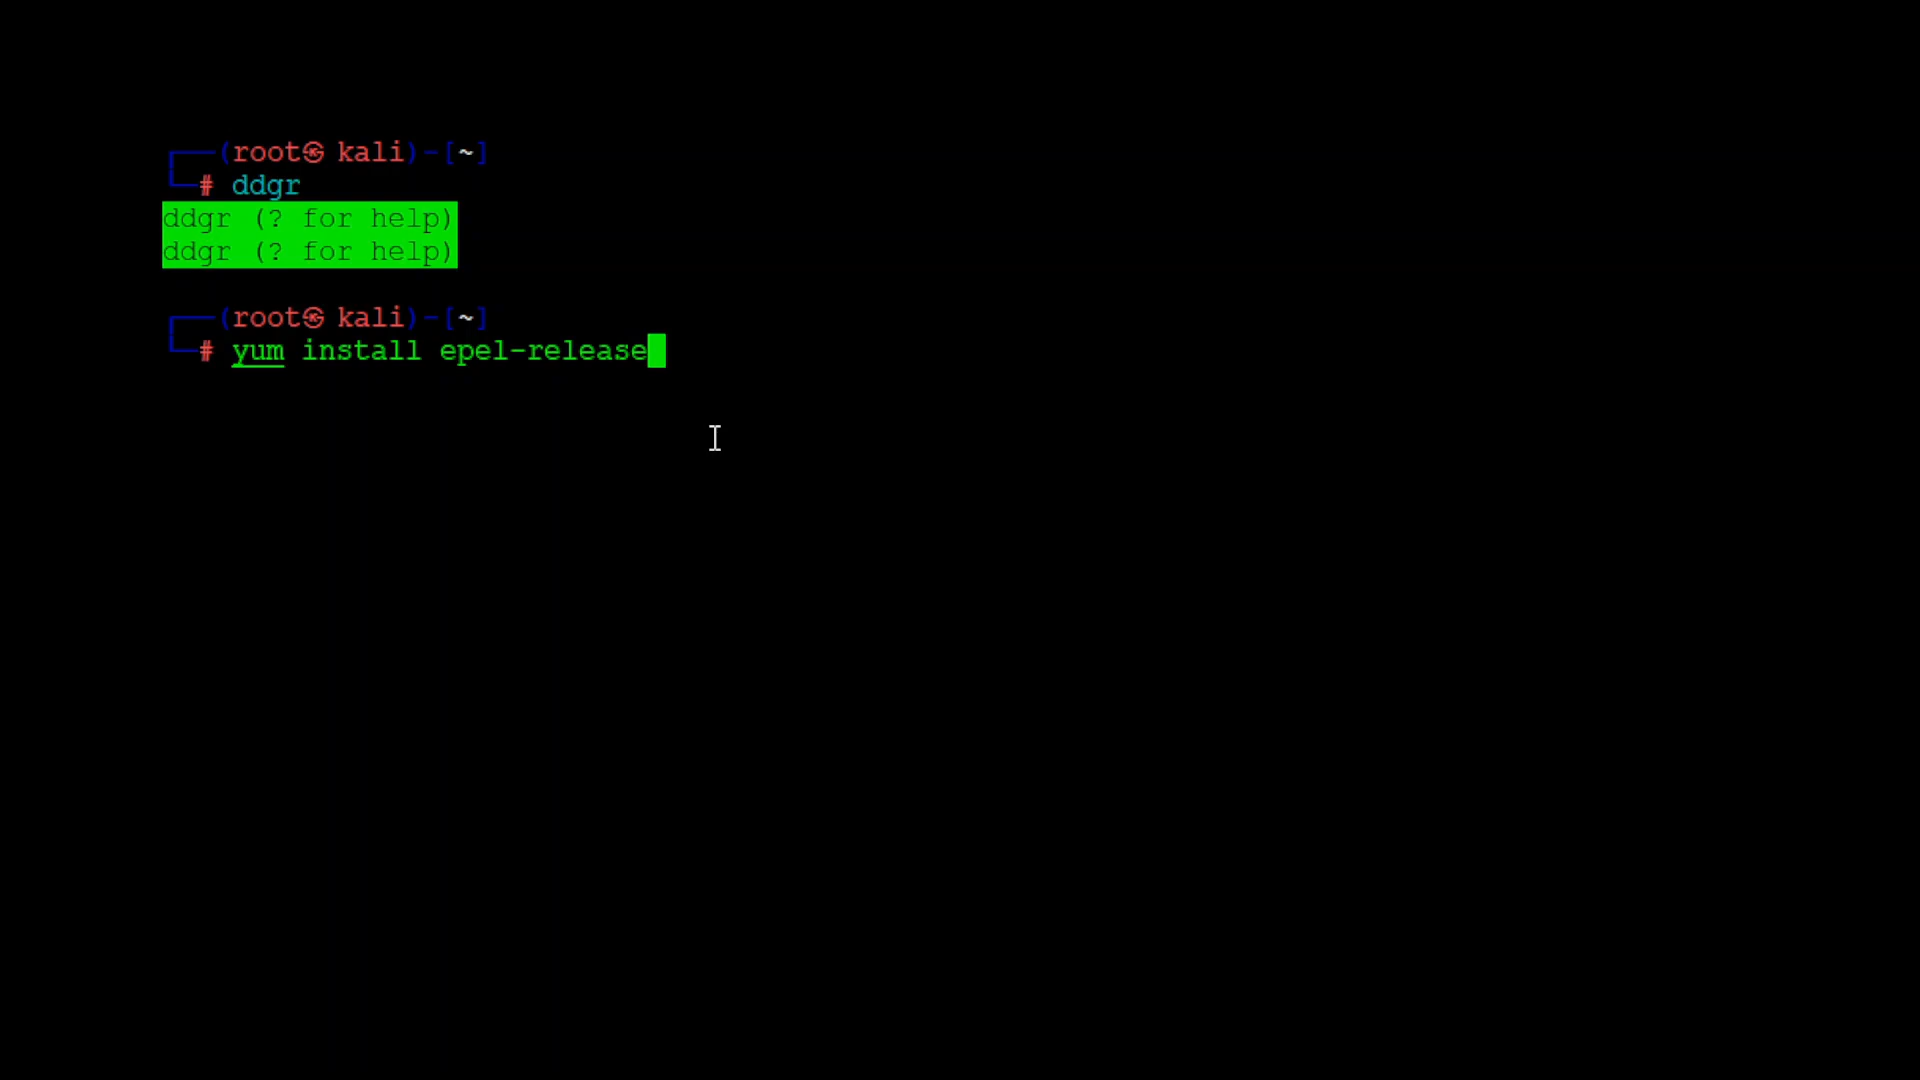 ┌──(root㉿ kali)-[~]
└─# ddgr
ddgr (? for help)
ddgr (? for help)
┌──(root㉿ kali)-[~]
└─# yum install epel-release